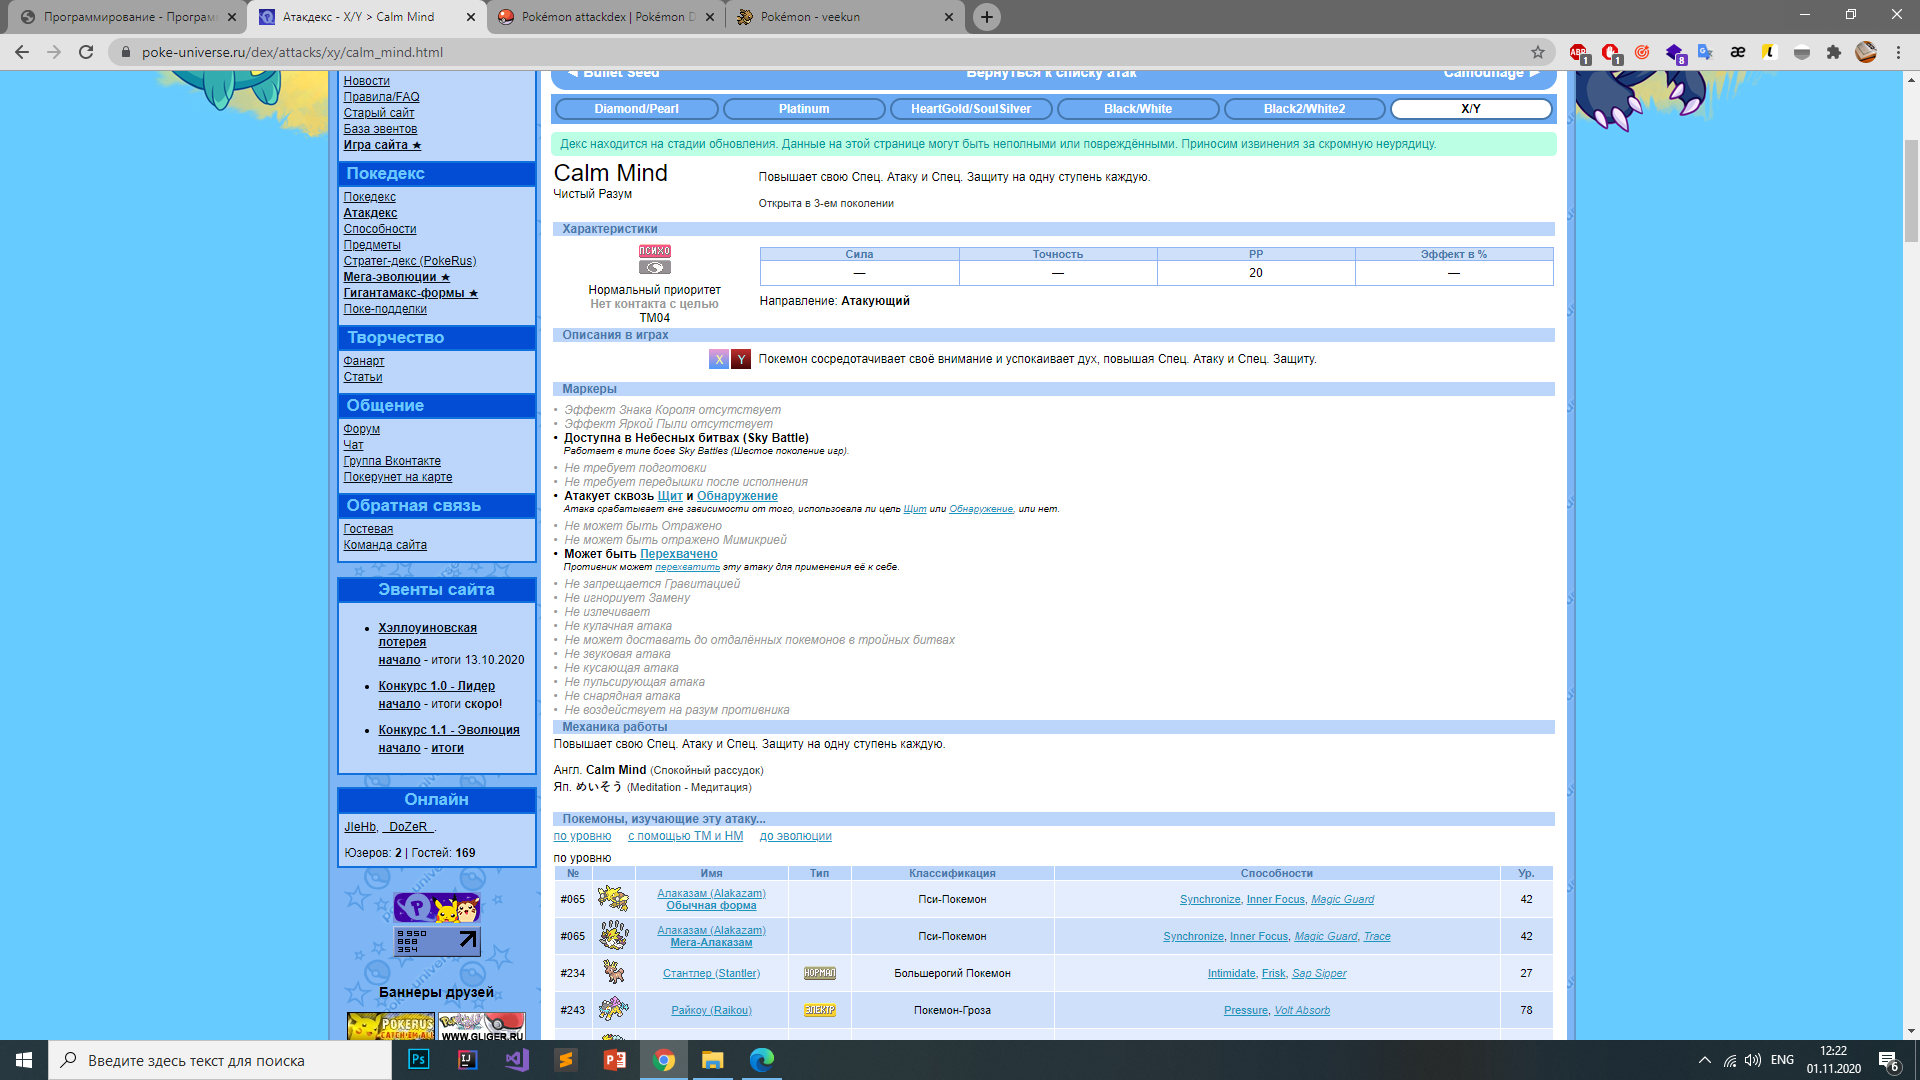 Программирование - Програм
Атакдекс - X/Y > Calm Mind
Pokémon attackdex | Pokémon D
Pokémon - veekun
poke-universe.ru/dex/attacks/xy/calm_mind.html
Новости
Правила/FAQ
Старый сайт
База эвентов
Игра сайта ★
Покедекс
Покедекс
Атакдекс
Способности
Предметы
Стратег-декс (PokeRus)
Мега-эволюции ★
Гигантамакс-формы ★
Поке-подделки
Творчество
Фанарт
Статьи
Общение
Форум
Чат
Группа Вконтакте
Покерунет на карте
Обратная связь
Гостевая
Команда сайта
Эвенты сайта
• Хэллоуиновская
лотерея
начало - итоги 13.10.2020
• Конкурс 1.0 - Лидер
начало - итоги скоро!
• Конкурс 1.1 - Эволюция
начало - итоги
Онлайн
JIeHb, _DoZeR_.
Юзеров: 2 | Гостей: 169
9 950
868
354
Баннеры друзей
POKERUS
CATCH'EM ALL
WWW.GLIGER.RU
◄ Bullet Seed
Вернуться к списку атак
Camouflage ►
Diamond/Pearl
Platinum
HeartGold/SoulSilver
Black/White
Black2/White2
X/Y
Декс находится на стадии обновления. Данные на этой странице могут быть неполными или повреждёнными. Приносим извинения за скромную неурядицу.
Calm Mind
Чистый Разум
Повышает свою Спец. Атаку и Спец. Защиту на одну ступень каждую.
Открыта в 3-ем поколении
Характеристики
ПСИХО
Нормальный приоритет
Нет контакта с целью
TM04
Сила Точность PP Эффект в %
— — 20 —
Направление: Атакующий
Описания в играх
X Y Покемон сосредотачивает своё внимание и успокаивает дух, повышая Спец. Атаку и Спец. Защиту.
Маркеры
• Эффект Знака Короля отсутствует
• Эффект Яркой Пыли отсутствует
• Доступна в Небесных битвах (Sky Battle)
Работает в типе боев Sky Battles (Шестое поколение игр).
• Не требует подготовки
• Не требует передышки после исполнения
• Атакует сквозь Щит и Обнаружение
Атака срабатывает вне зависимости от того, использовала ли цель Щит или Обнаружение, или нет.
• Не может быть Отражено
• Не может быть отражено Мимикрией
• Может быть Перехвачено
Противник может перехватить эту атаку для применения её к себе.
• Не запрещается Гравитацией
• Не игнориует Замену
• Не излечивает
• Не кулачная атака
• Не может доставать до отдалённых покемонов в тройных битвах
• Не звуковая атака
• Не кусающая атака
• Не пульсирующая атака
• Не снарядная атака
• Не воздействует на разум противника
Механика работы
Повышает свою Спец. Атаку и Спец. Защиту на одну ступень каждую.
Англ. Calm Mind (Спокойный рассудок)
Яп. めいそう (Meditation - Медитация)
Покемоны, изучающие эту атаку...
по уровню с помощью TM и HM до эволюции
по уровню
№ Имя Тип Классификация Способности Ур.
#065 Алаказам (Alakazam) Обычная форма Пси-Покемон Synchronize, Inner Focus, Magic Guard 42
#065 Алаказам (Alakazam) Мега-Алаказам Пси-Покемон Synchronize, Inner Focus, Magic Guard, Trace 42
#234 Стантлер (Stantler) НОРМАЛ Большерогий Покемон Intimidate, Frisk, Sap Sipper 27
#243 Райкоу (Raikou) ЭЛЕКТР Покемон-Гроза Pressure, Volt Absorb 78
Введите здесь текст для поиска
ENG
12:22
01.11.2020
6